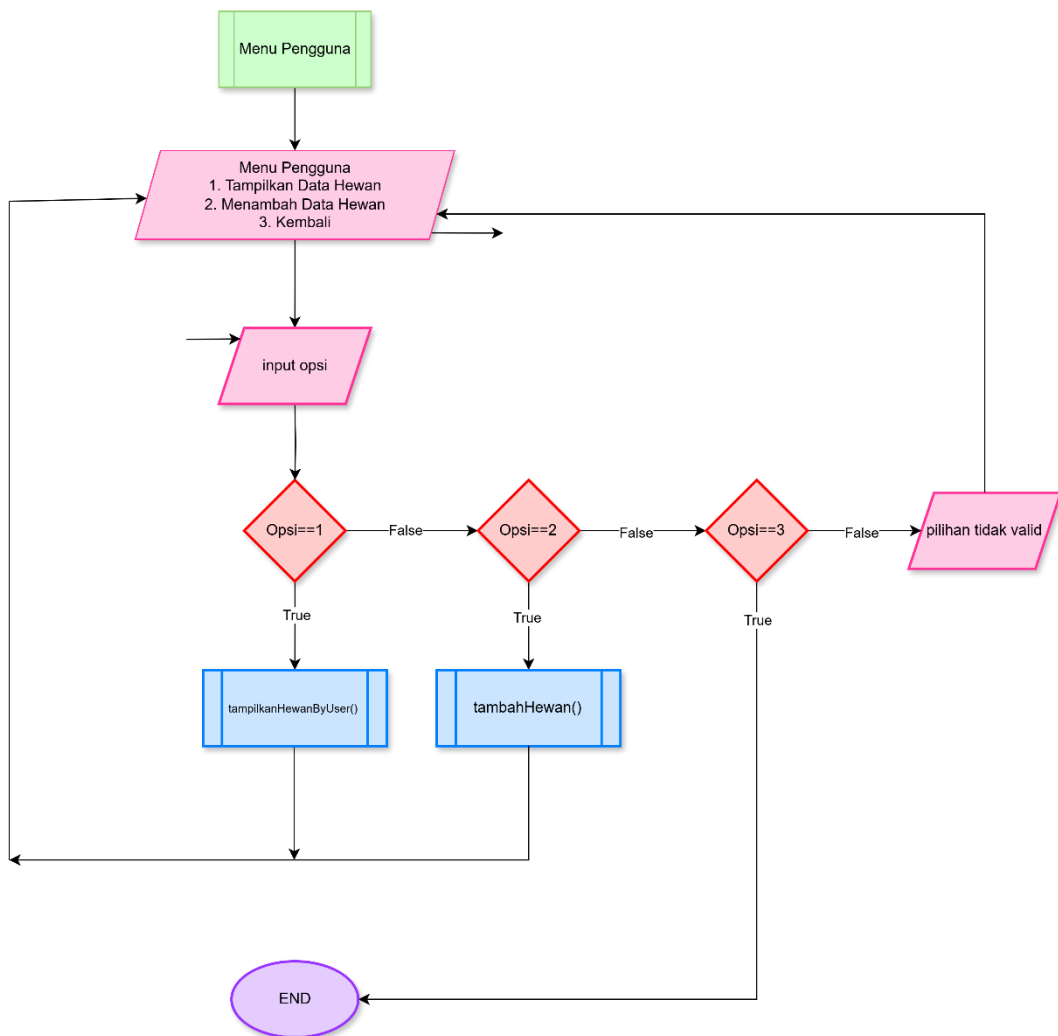 Menu Pengguna
Menu Pengguna
1. Tampilkan Data Hewan
2. Menambah Data Hewan
3. Kembali
input opsi
Opsi==1
False
Opsi==2
False
Opsi==3
False
pilihan tidak valid
True
True
True
tampilkanHewanByUser()
tambahHewan()
END